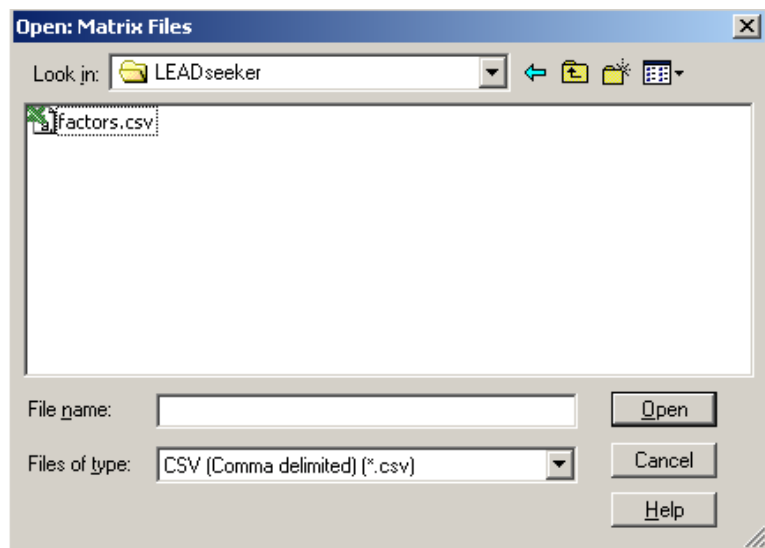 Open: Matrix Files
Look in: LEADseeker
factors.csv
File name: Open
Files of type: CSV (Comma delimited) (*.csv) Cancel
Help